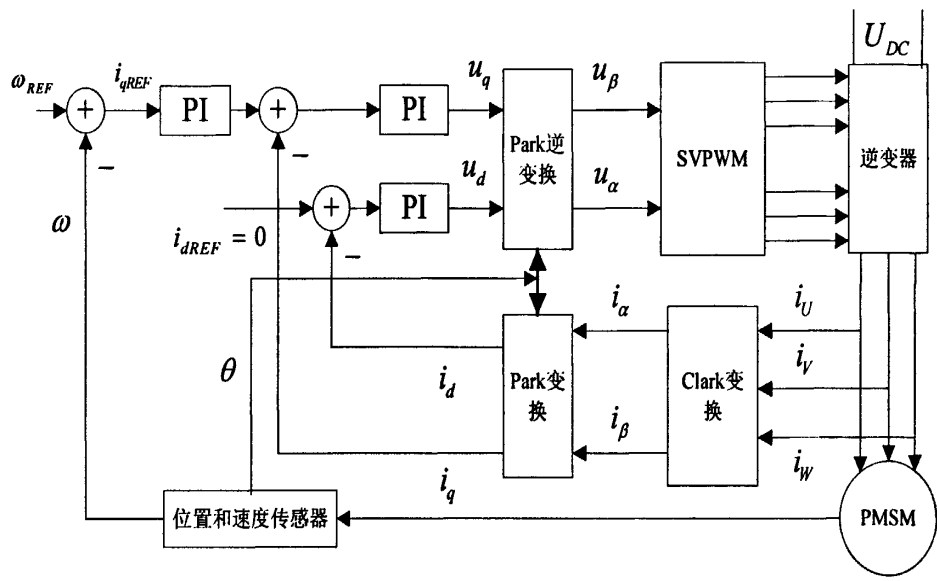 U_DC
ω_REF
i_qREF
PI
PI
u_q
u_β
Park逆
变换
SVPWM
逆变器
+
+
−
−
u_d
u_α
PI
+
ω
i_dREF = 0
−
θ
i_α
i_U
i_d
Park变
换
Clark变
换
i_V
i_β
i_W
i_q
位置和速度传感器
PMSM